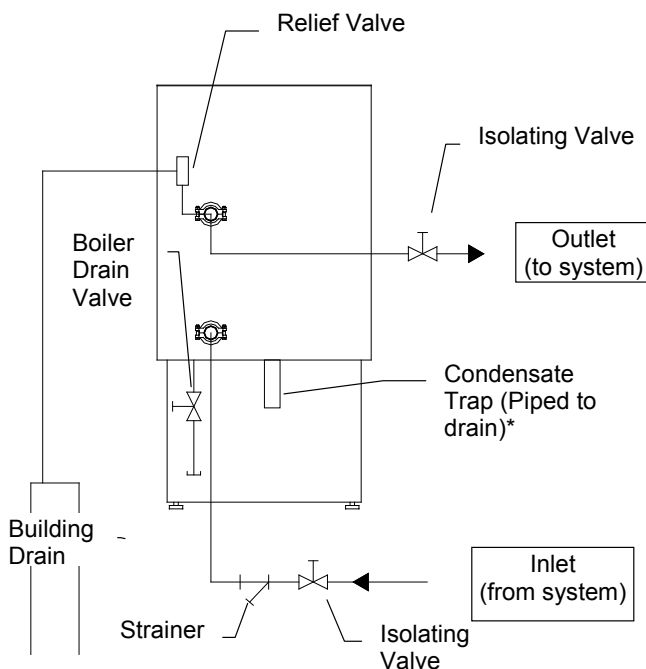 Relief Valve
Isolating Valve
Boiler
Drain
Valve
Outlet
(to system)
Condensate
Trap (Piped to
drain)*
Building
Drain
Inlet
(from system)
Strainer
Isolating
Valve